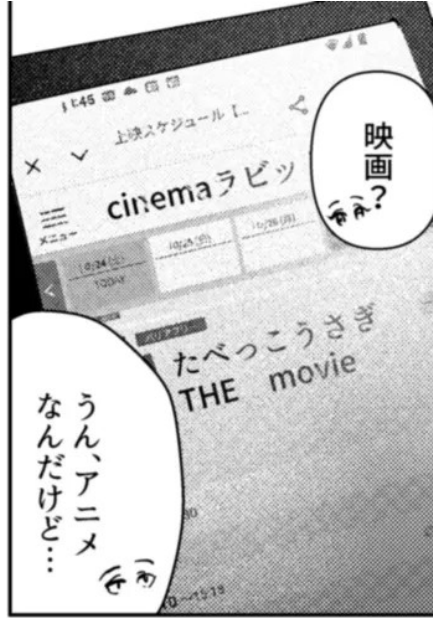 映画?
11:45
上映スケジュール【...
cinemaラビッ
メニュー
10/24(土)
TODAY
10/25(日)
10/26(月)
バリアフリー
たべっこうさぎ
THE movie
うん、アニメ
なんだけど…